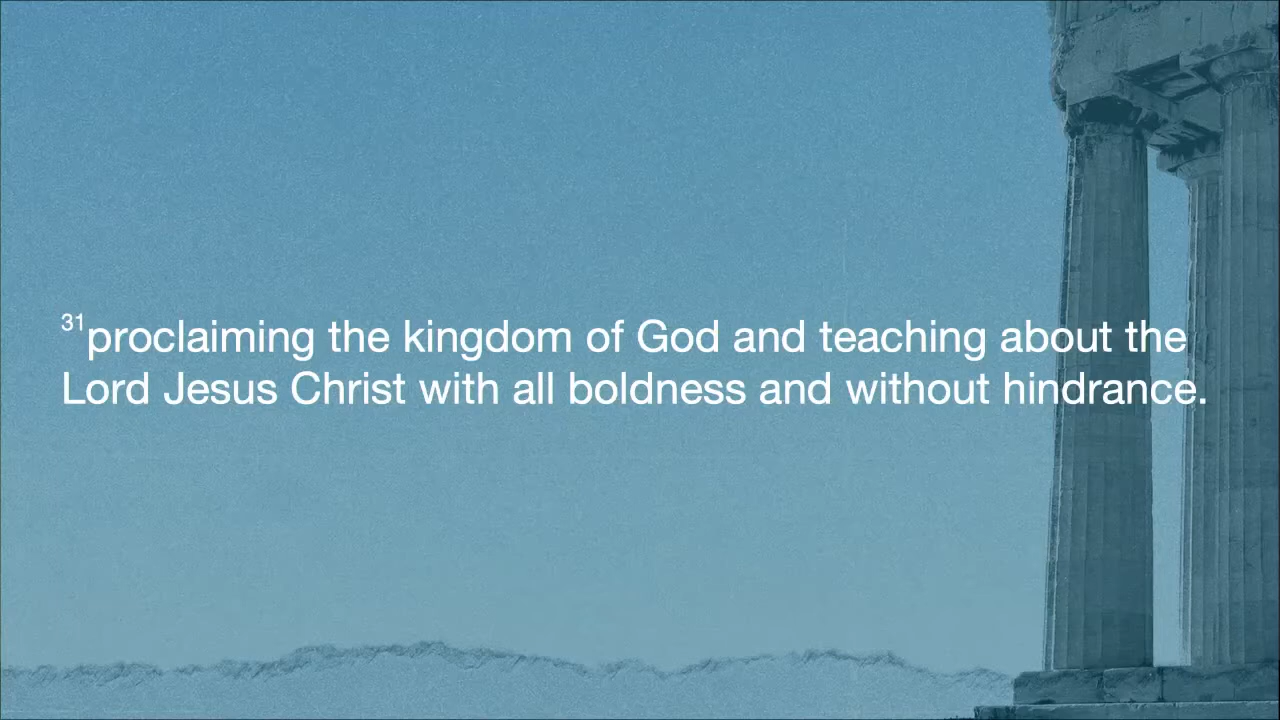 31proclaiming the kingdom of God and teaching about the
Lord Jesus Christ with all boldness and without hindrance.